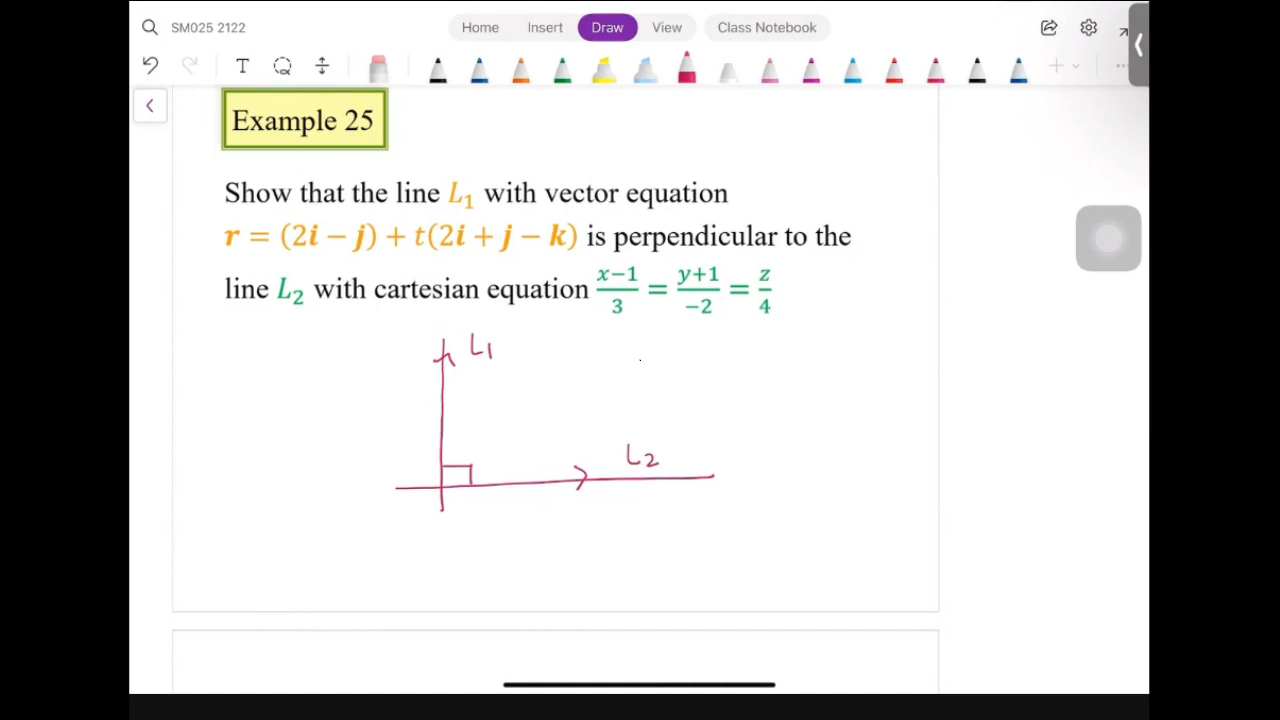 SM025 2122
Home Insert Draw View Class Notebook
T
Example 25
Show that the line L₁ with vector equation
r = (2i − j) + t(2i + j − k) is perpendicular to the
line L₂ with cartesian equation x−1/3 = y+1/−2 = z/4
L₁
L₂